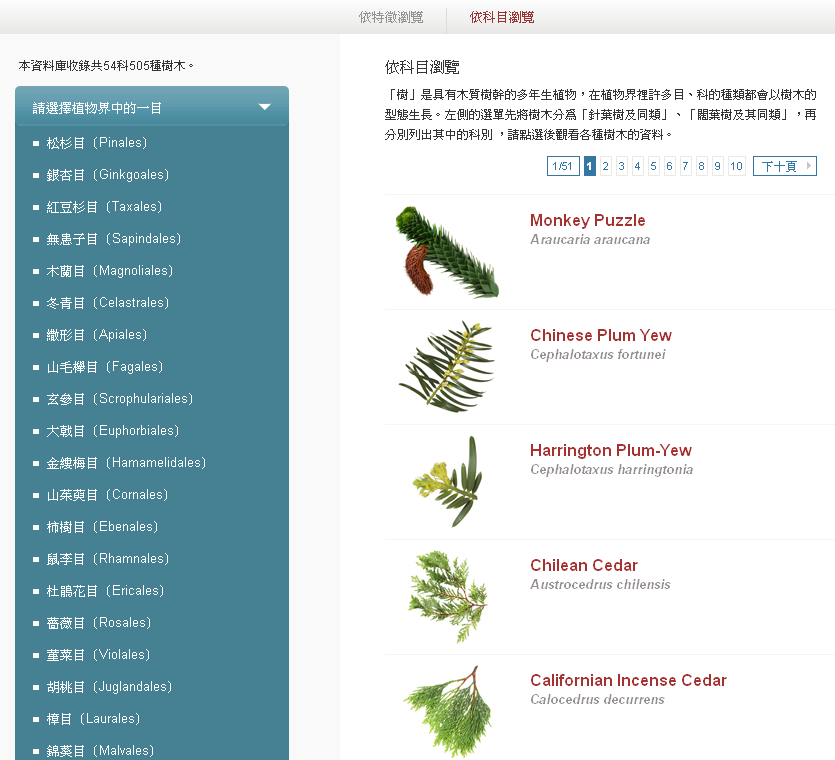 依特徵瀏覽
依科目瀏覽
本資料庫收錄共54科505種樹木。
請選擇植物界中的一目
松杉目（Pinales）
銀杏目（Ginkgoales）
紅豆杉目（Taxales）
無患子目（Sapindales）
木蘭目（Magnoliales）
冬青目（Celastrales）
繖形目（Apiales）
山毛櫸目（Fagales）
玄參目（Scrophulariales）
大戟目（Euphorbiales）
金縷梅目（Hamamelidales）
山茱萸目（Cornales）
柿樹目（Ebenales）
鼠李目（Rhamnales）
杜鵑花目（Ericales）
薔薇目（Rosales）
堇菜目（Violales）
胡桃目（Juglandales）
樟目（Laurales）
錦葵目（Malvales）
依科目瀏覽
「樹」是具有木質樹幹的多年生植物，在植物界裡許多目、科的種類都會以樹木的
型態生長。左側的選單先將樹木分為「針葉樹及同類」、「闊葉樹及其同類」，再
分別列出其中的科別 ，請點選後觀看各種樹木的資料。
1/51 1 2 3 4 5 6 7 8 9 10 下十頁
Monkey Puzzle
Araucaria araucana
Chinese Plum Yew
Cephalotaxus fortunei
Harrington Plum-Yew
Cephalotaxus harringtonia
Chilean Cedar
Austrocedrus chilensis
Californian Incense Cedar
Calocedrus decurrens